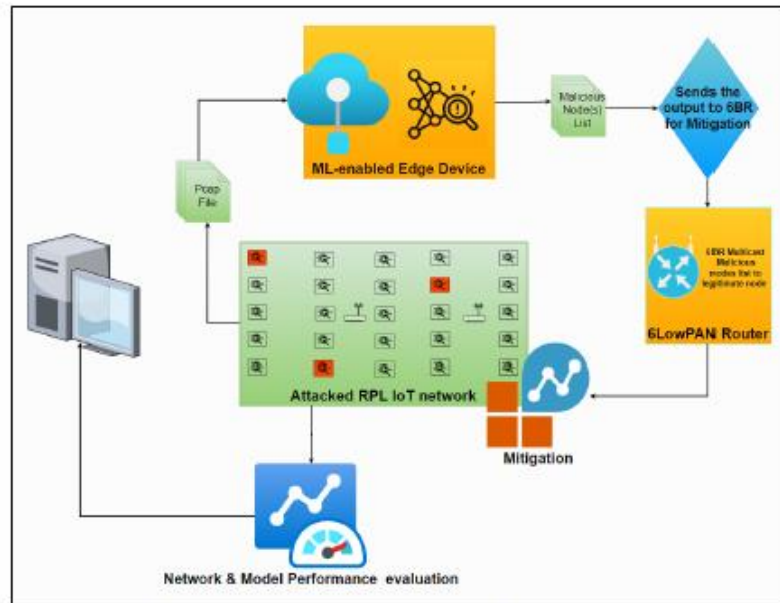 ML-enabled Edge Device
Malicious
Node(s)
List
Sends the
output to 6BR
for Mitigation
Pcap
File
6BR Multicast
Malicious
nodes list to
legitimate node
6LowPAN Router
Attacked RPL IoT network
Mitigation
Network & Model Performance evaluation